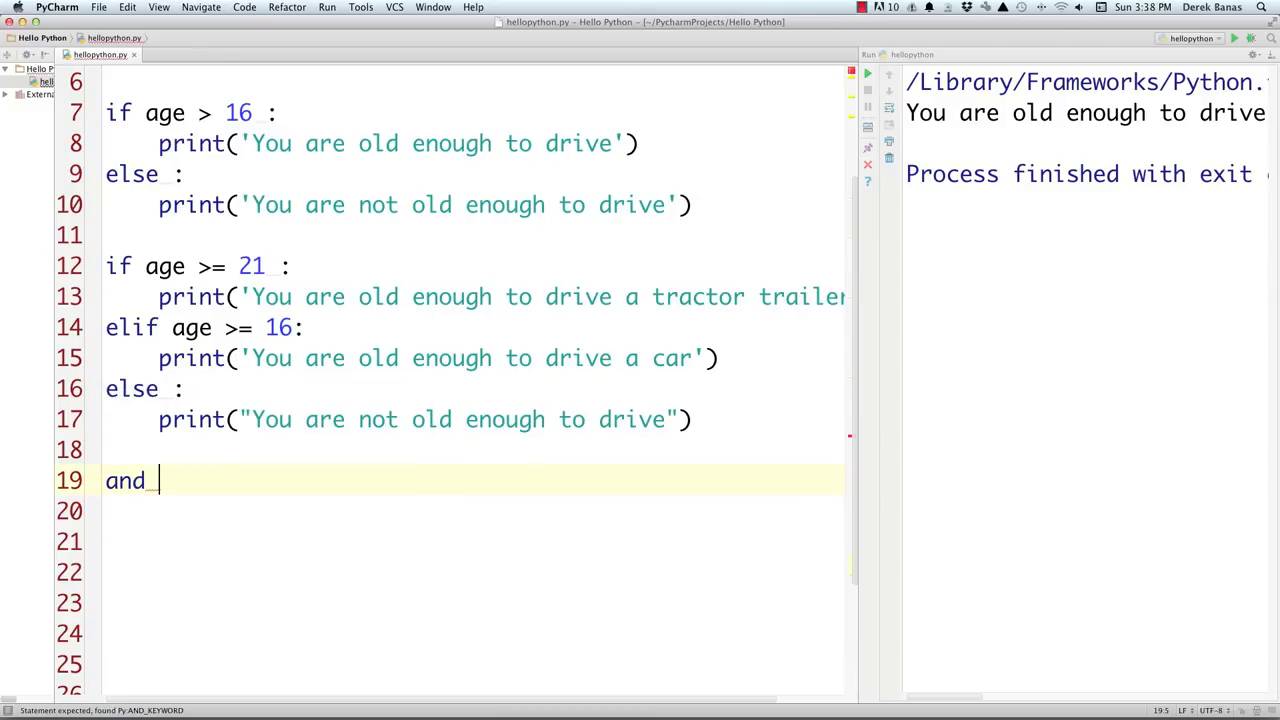 PyCharm File Edit View Navigate Code Refactor Run Tools VCS Window Help 10 Sun 3:38 PM Derek Banas
hellopython.py – Hello Python – [~/PycharmProjects/Hello Python]
Hello Python hellopython.py hellopython
hellopython.py
Run hellopython
Hello P
hell
Externa
6
7 if age > 16 :
8 print('You are old enough to drive')
9 else :
10 print('You are not old enough to drive')
11
12 if age >= 21 :
13 print('You are old enough to drive a tractor trailer
14 elif age >= 16:
15 print('You are old enough to drive a car')
16 else :
17 print("You are not old enough to drive")
18
19 and
20
21
22
23
24
25
26
/Library/Frameworks/Python.
You are old enough to drive
Process finished with exit
Statement expected, found Py:AND_KEYWORD 19:5 LF UTF-8